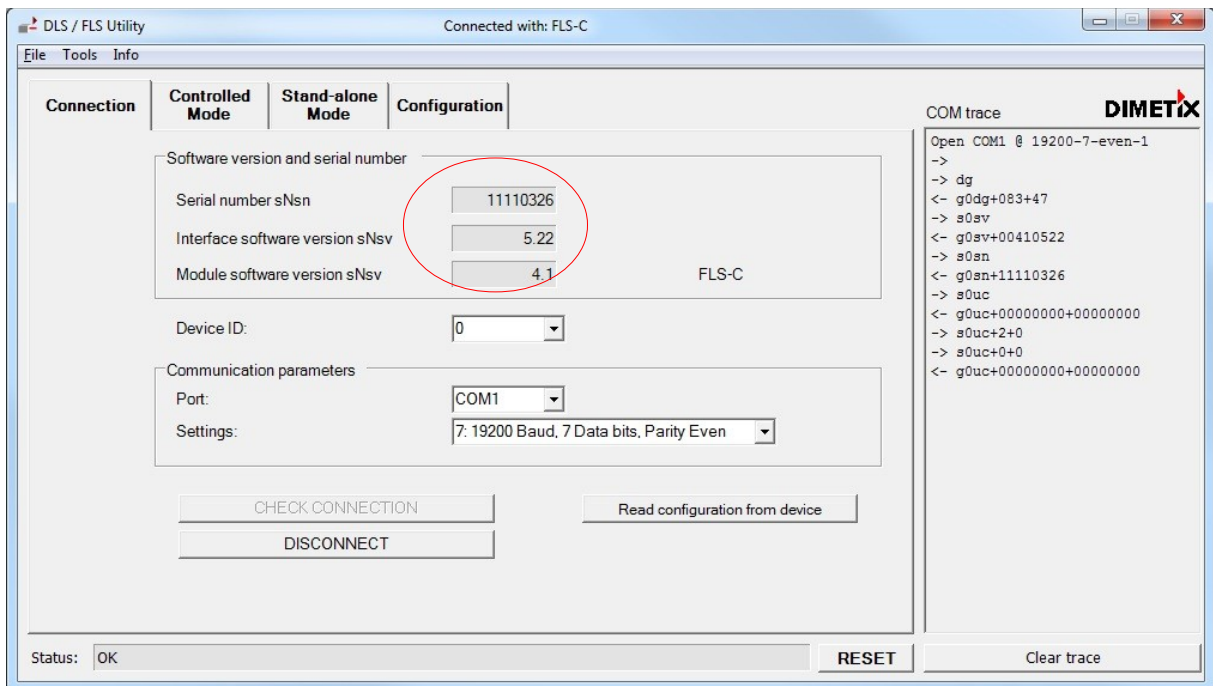 DLS / FLS Utility
Connected with: FLS-C
File Tools Info
Connection
Controlled Mode
Stand-alone Mode
Configuration
Software version and serial number
Serial number sNsn 11110326
Interface software version sNsv 5.22
Module software version sNsv 4.1 FLS-C
Device ID: 0
Communication parameters
Port: COM1
Settings: 7: 19200 Baud, 7 Data bits, Parity Even
CHECK CONNECTION
Read configuration from device
DISCONNECT
COM trace
DIMETIX
Open COM1 @ 19200-7-even-1
->
-> dg
<- g0dg+083+47
-> s0sv
<- g0sv+00410522
-> s0sn
<- g0sn+11110326
-> s0uc
<- g0uc+00000000+00000000
-> s0uc+2+0
-> s0uc+0+0
<- g0uc+00000000+00000000
Status: OK
RESET
Clear trace